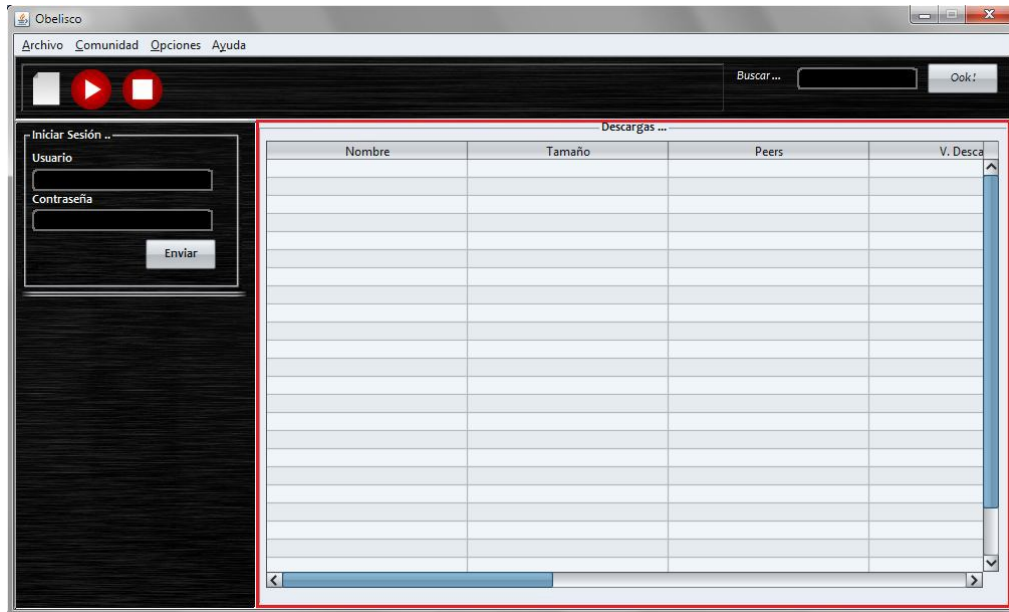 Obelisco
Archivo Comunidad Opciones Ayuda
Buscar... Ook!
Iniciar Sesión ..
Usuario
Contraseña
Enviar
Descargas ...
Nombre Tamaño Peers V. Desca